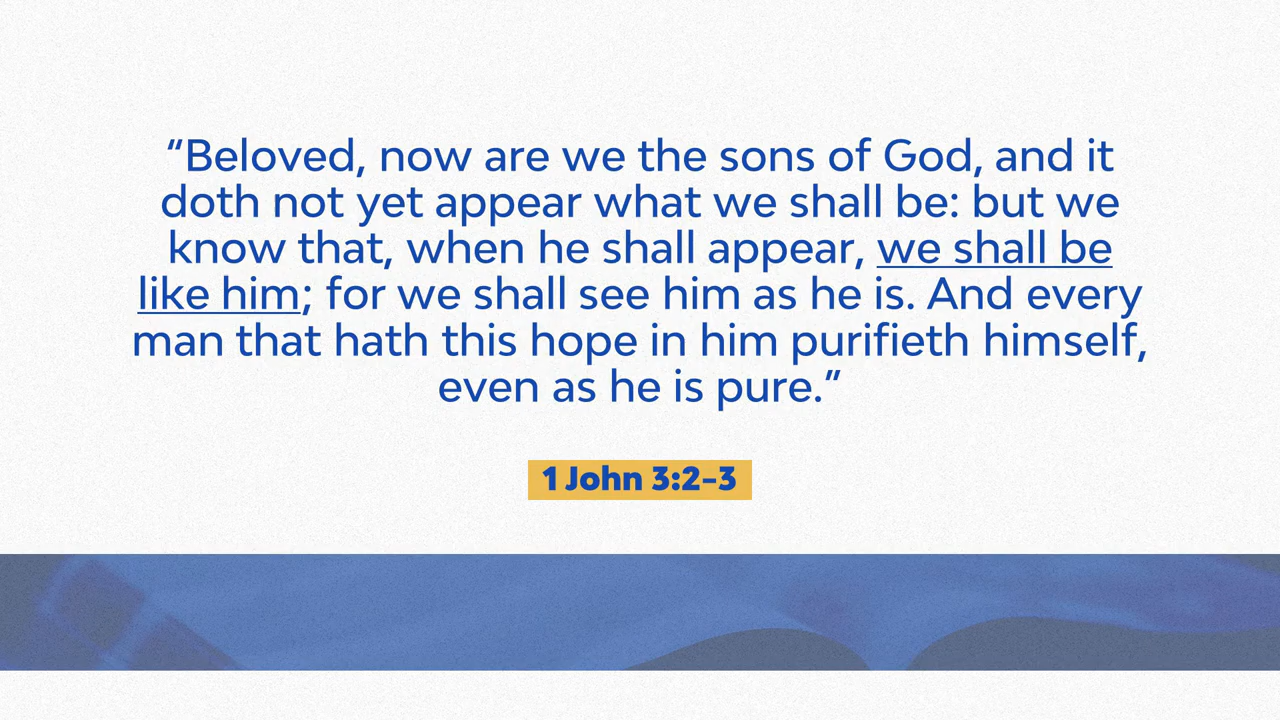 “Beloved, now are we the sons of God, and it
doth not yet appear what we shall be: but we
know that, when he shall appear, we shall be
like him; for we shall see him as he is. And every
man that hath this hope in him purifieth himself,
even as he is pure.”
1 John 3:2–3